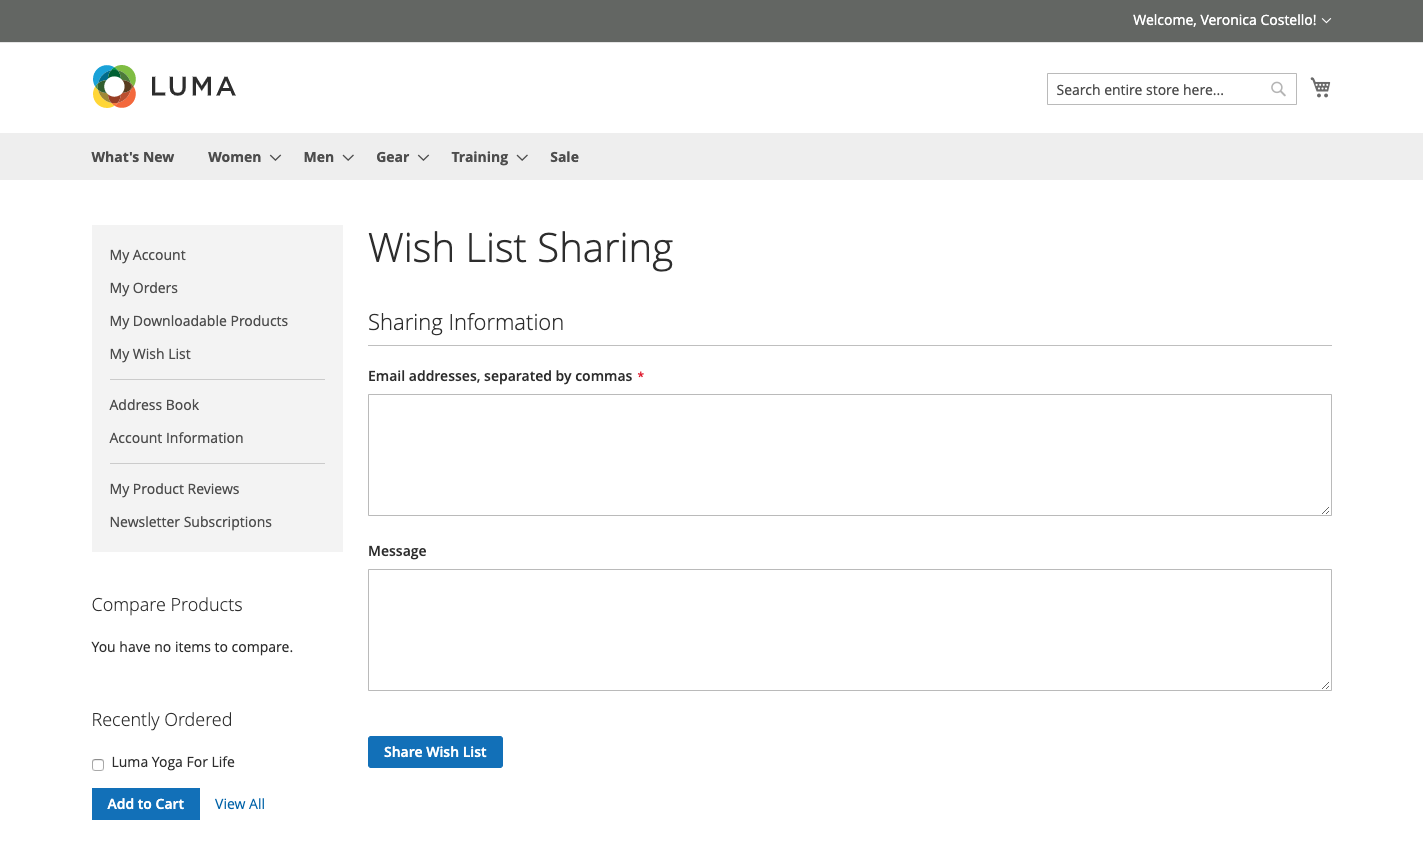 Welcome, Veronica Costello!
LUMA
Search entire store here...
What's New Women Men Gear Training Sale
My Account
My Orders
My Downloadable Products
My Wish List
Address Book
Account Information
My Product Reviews
Newsletter Subscriptions
Compare Products
You have no items to compare.
Recently Ordered
Luma Yoga For Life
Add to Cart View All
Wish List Sharing
Sharing Information
Email addresses, separated by commas *
Message
Share Wish List